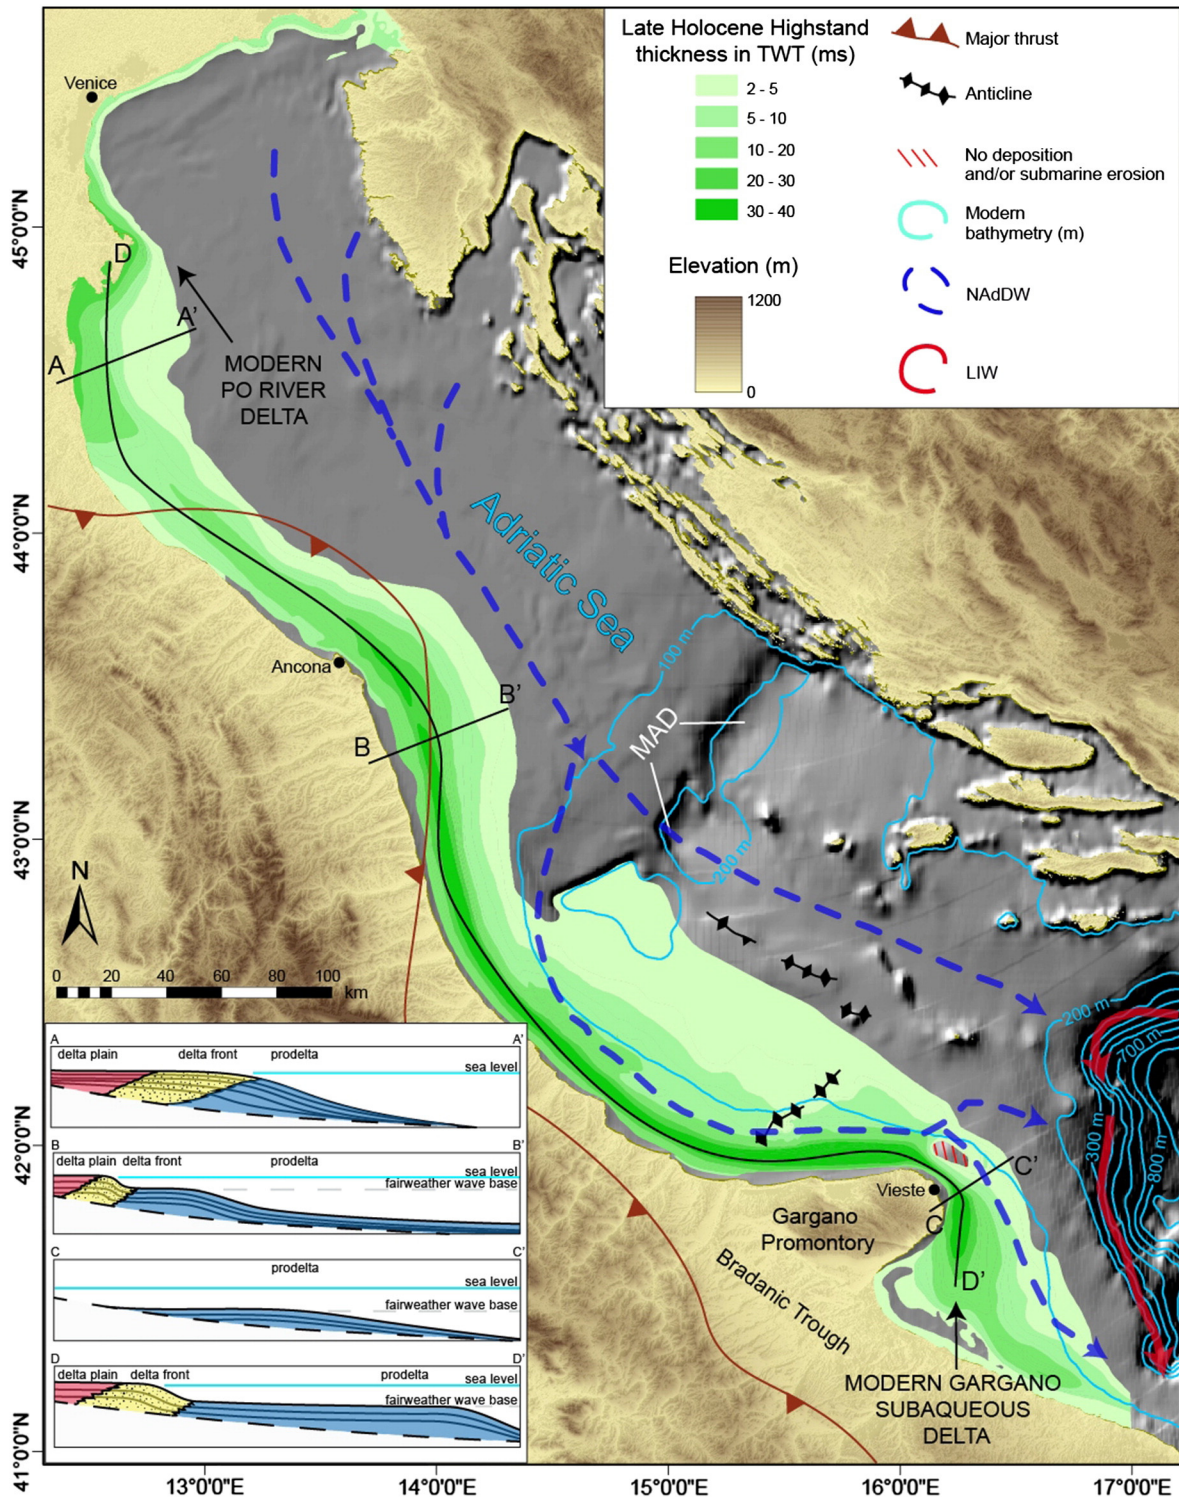 Late Holocene Highstand
thickness in TWT (ms)
2 - 5
5 - 10
10 - 20
20 - 30
30 - 40
Elevation (m)
1200
0
Major thrust
Anticline
No deposition
and/or submarine erosion
Modern
bathymetry (m)
NAdDW
LIW
Venice
45°0'0"N
D
A'
A
MODERN
PO RIVER
DELTA
44°0'0"N
Adriatic Sea
100 m
Ancona
B'
B
MAD
43°0'0"N
200 m
N
0 20 40 60 80 100
km
200 m
700 m
300 m
800 m
42°0'0"N
C'
Vieste
C
Gargano
Promontory
Bradanic Trough
D'
MODERN GARGANO
SUBAQUEOUS
DELTA
A A'
delta plain delta front prodelta
sea level
B B'
delta plain delta front prodelta
sea level
fairweather wave base
C C'
prodelta
sea level
fairweather wave base
D D'
delta plain delta front prodelta
sea level
fairweather wave base
41°0'0"N
13°0'0"E 14°0'0"E 15°0'0"E 16°0'0"E 17°0'0"E